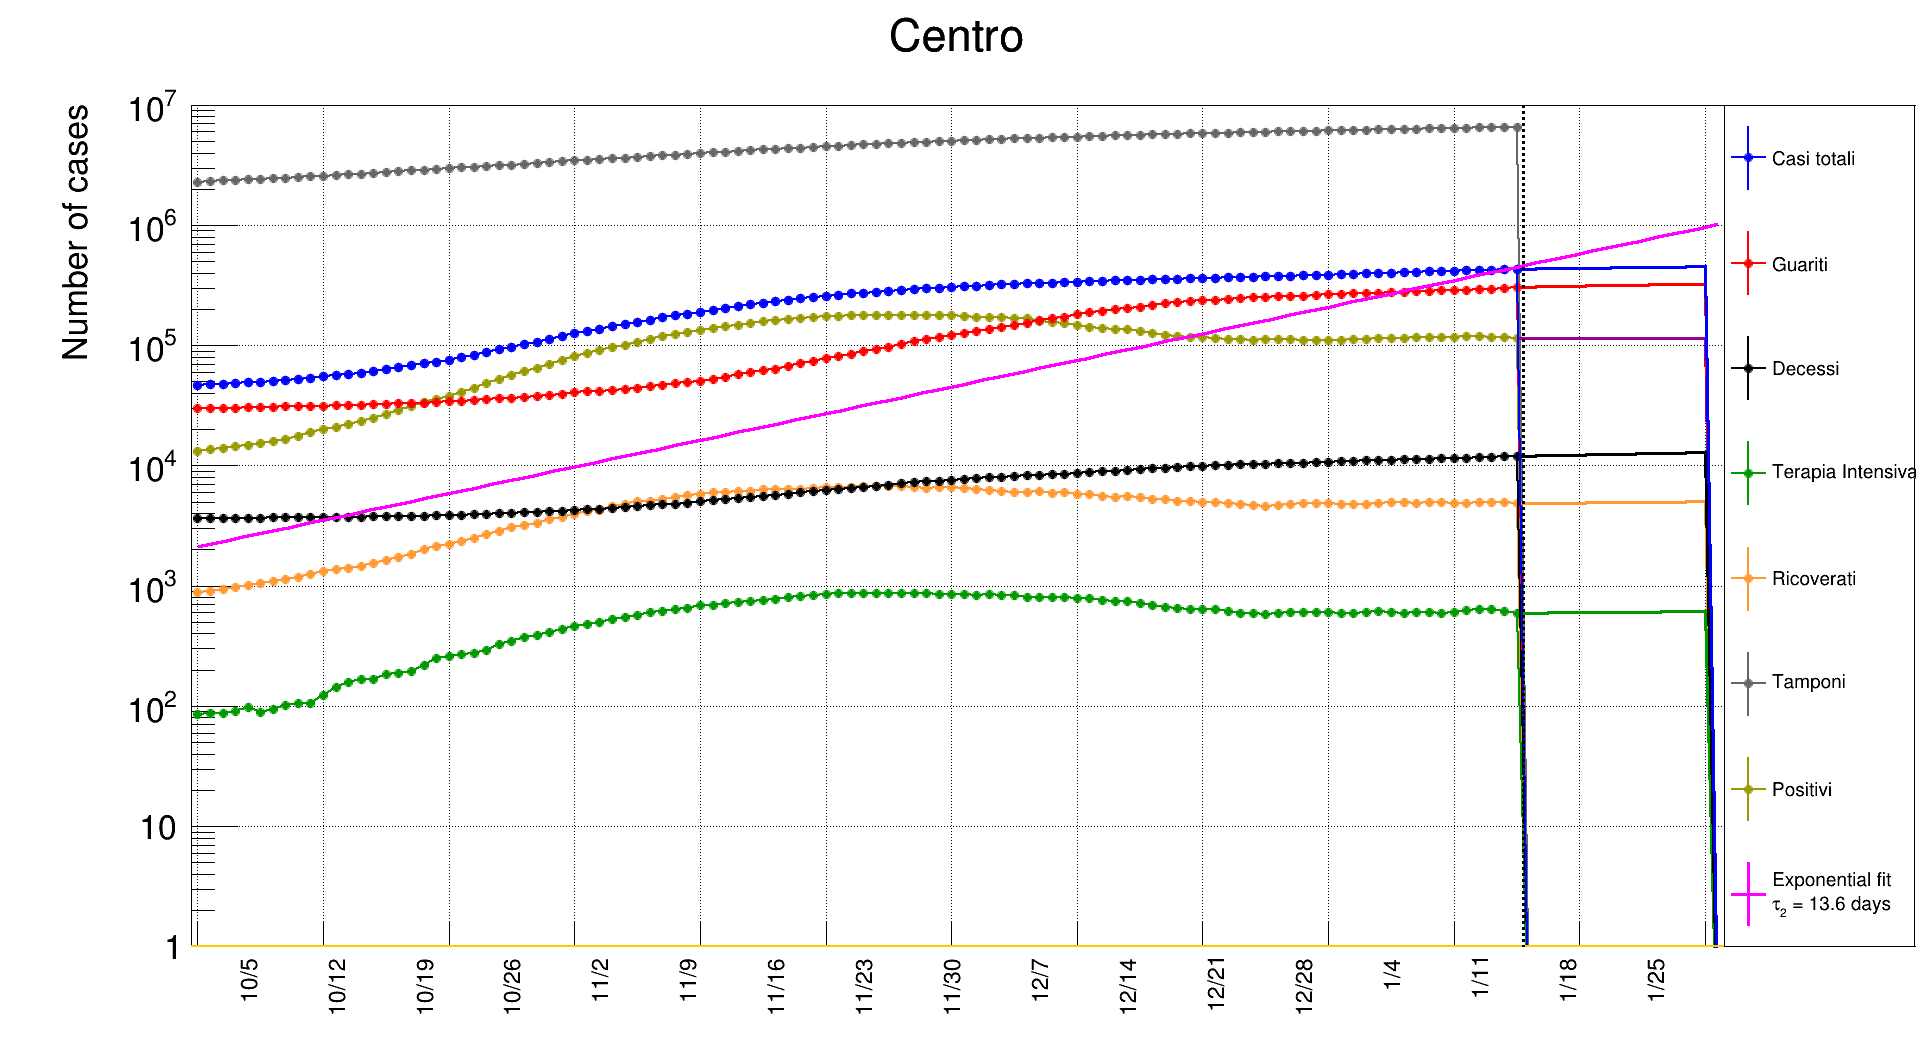 Centro
Number of cases
10^7
10^6
10^5
10^4
10^3
10^2
10
1
10/5
10/12
10/19
10/26
11/2
11/9
11/16
11/23
11/30
12/7
12/14
12/21
12/28
1/4
1/11
1/18
1/25
Casi totali
Guariti
Decessi
Terapia Intensiva
Ricoverati
Tamponi
Positivi
Exponential fit
τ_2 = 13.6 days